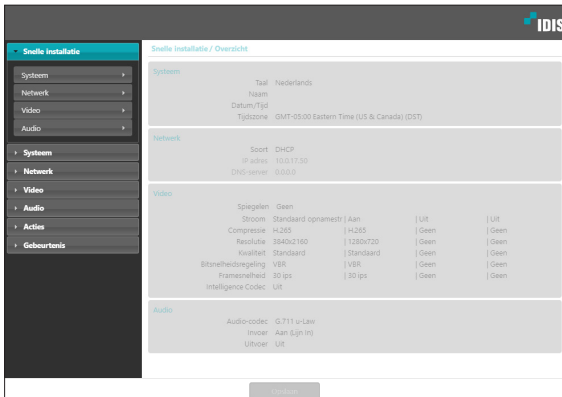 IDIS
Snelle installatie
Systeem
Netwerk
Video
Audio
Systeem
Netwerk
Video
Audio
Acties
Gebeurtenis
Snelle installatie / Overzicht
Systeem
Taal Nederlands
Naam
Datum/Tijd
Tijdszone GMT-05:00 Eastern Time (US & Canada) (DST)
Netwerk
Soort DHCP
IP adres 10.0.17.30
DNS-server 0.0.0.0
Video
Spiegelen Geen
Stroom Standaard opnamestr | Aan | Uit | Uit
Compressie H.265 | H.265 | Geen | Geen
Resolutie 3840x2160 | 1280x720 | Geen | Geen
Kwaliteit Standaard | Standaard | Geen | Geen
Bitsnelheidsregeling VBR | VBR | Geen | Geen
Framesnelheid 30 ips | 30 ips | Geen | Geen
Intelligence Codec Uit
Audio
Audio-codec G.711 u-Law
Invoer Aan (Lijn in)
Uitvoer Uit